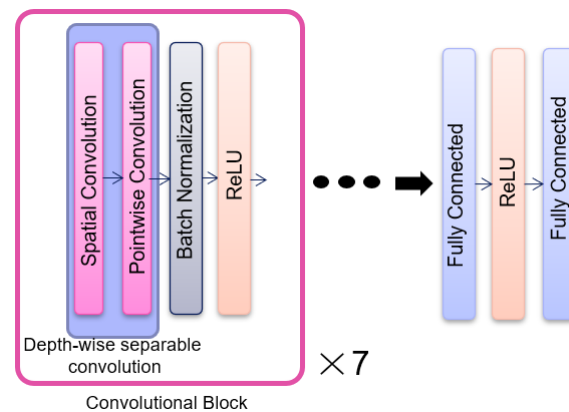 Spatial Convolution
Pointwise Convolution
Batch Normalization
ReLU
Depth-wise separable
convolution
×7
Convolutional Block
Fully Connected
ReLU
Fully Connected